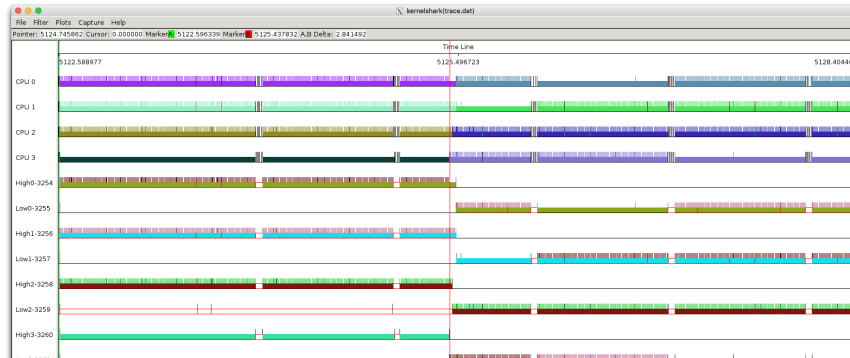 kernelshark(trace.dat)
File Filter Plots Capture Help
Pointer: 5124.745862 Cursor: 0.000000 Marker A: 5122.596339 Marker B: 5125.437832 A,B Delta: 2.841492
Time Line
5122.588977 5125.496723
CPU 0
CPU 1
CPU 2
CPU 3
High0-3254
Low0-3255
High1-3256
Low1-3257
High2-3258
Low2-3259
High3-3260